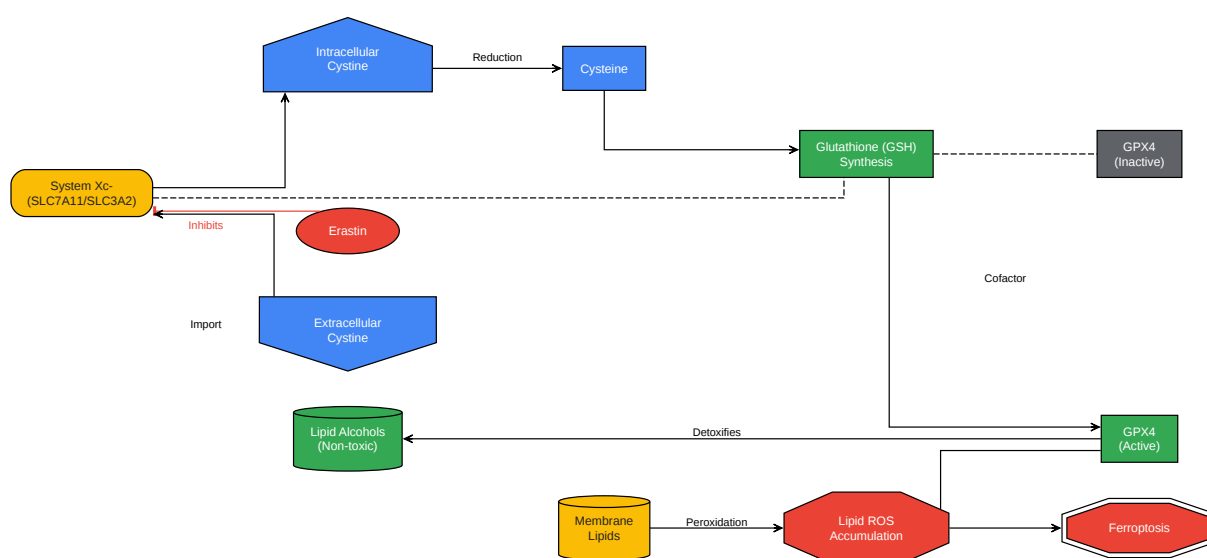 Intracellular
Cystine
Reduction
Cysteine
Glutathione (GSH)
Synthesis
GPX4
(Inactive)
System Xc-
(SLC7A11/SLC3A2)
Inhibits
Erastin
Cofactor
Import
Extracellular
Cystine
Lipid Alcohols
(Non-toxic)
Detoxifies
GPX4
(Active)
Membrane
Lipids
Peroxidation
Lipid ROS
Accumulation
Ferroptosis